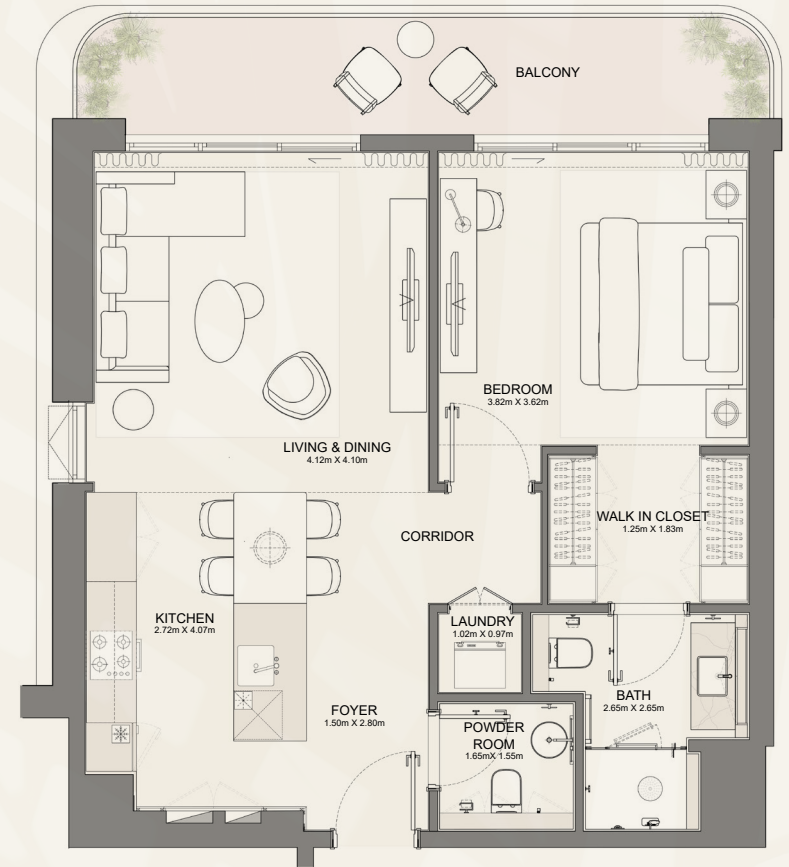 BALCONY
BEDROOM
3.82m X 3.62m
LIVING & DINING
4.12m X 4.10m
WALK IN CLOSET
1.25m X 1.83m
CORRIDOR
KITCHEN
2.72m X 4.07m
LAUNDRY
1.02m X 0.97m
BATH
2.65m X 2.65m
FOYER
1.50m X 2.80m
POWDER
ROOM
1.65mX 1.55m